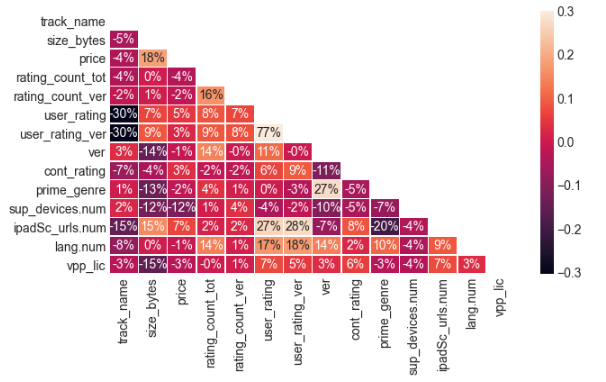 track_name
size_bytes -5%
price -4% 18%
rating_count_tot -4% 0% -4%
rating_count_ver -2% 1% -2% 16%
user_rating -30% 7% 5% 8% 7%
user_rating_ver -30% 9% 3% 9% 8% 77%
ver 3% -14% -1% 14% -0% 11% -0%
cont_rating -7% -4% 3% -2% -2% 6% 9% -11%
prime_genre 1% -13% -2% 4% 1% 0% -3% 27% -5%
sup_devices.num 2% -12% -12% 1% 4% -4% -2% -10% -5% -7%
ipadSc_urls.num -15% 15% 7% 2% 2% 27% 28% -7% 8% -20% -4%
lang.num -8% 0% -1% 14% 1% 17% 18% 14% 2% 10% -4% 9%
vpp_lic -3% -15% -3% -0% 1% 7% 5% 3% 6% -3% -4% 7% 3%
track_name
size_bytes
price
rating_count_tot
rating_count_ver
user_rating
user_rating_ver
ver
cont_rating
prime_genre
sup_devices.num
ipadSc_urls.num
lang.num
vpp_lic
0.3
0.2
0.1
0.0
−0.1
−0.2
−0.3